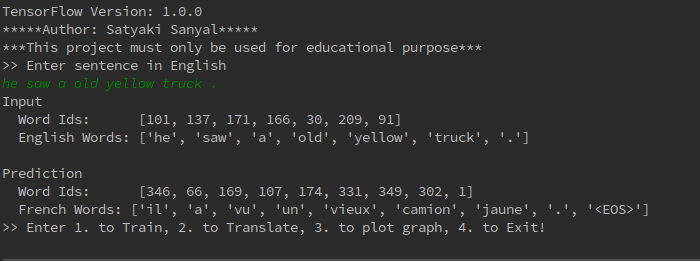 TensorFlow Version: 1.0.0
*****Author: Satyaki Sanyal*****
***This project must only be used for educational purpose***
>> Enter sentence in English
he saw a old yellow truck .
Input
  Word Ids:      [101, 137, 171, 166, 30, 209, 91]
  English Words: ['he', 'saw', 'a', 'old', 'yellow', 'truck', '.']

Prediction
  Word Ids:      [346, 66, 169, 107, 174, 331, 349, 302, 1]
  French Words: ['il', 'a', 'vu', 'un', 'vieux', 'camion', 'jaune', '.', '<EOS>']
>> Enter 1. to Train, 2. to Translate, 3. to plot graph, 4. to Exit!